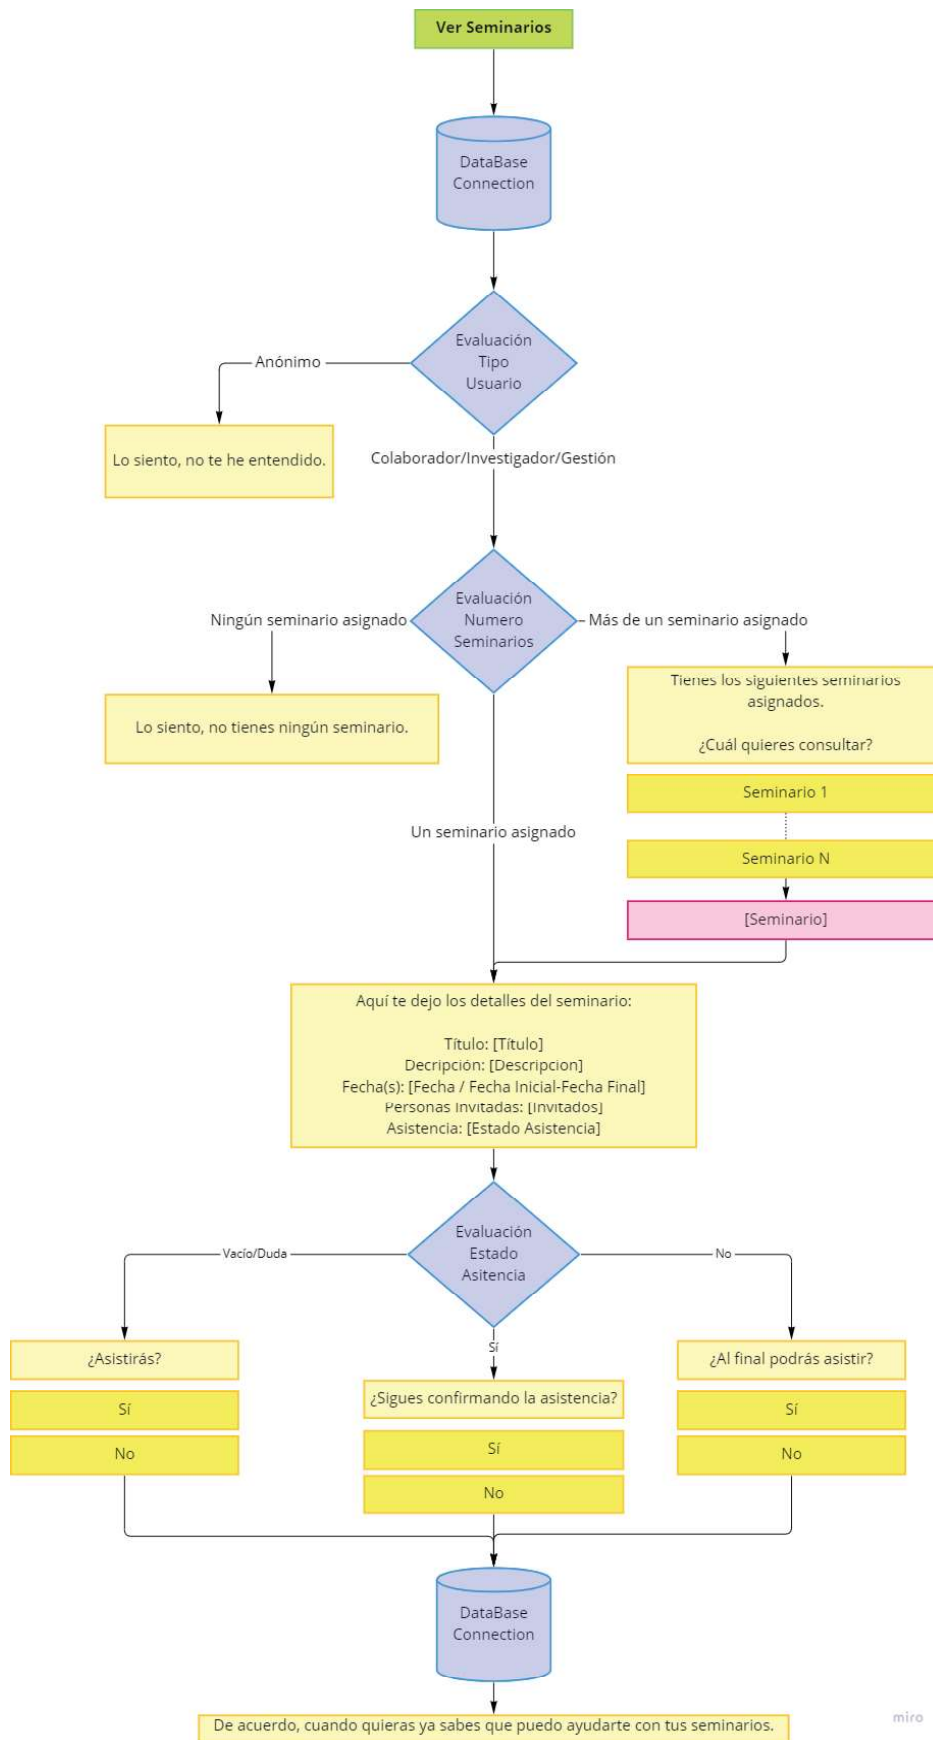 Ver Seminarios
DataBase
Connection
Evaluación
Tipo
Usuario
Anónimo
Lo siento, no te he entendido.
Colaborador/Investigador/Gestión
Evaluación
Numero
Seminarios
Ningún seminario asignado
Más de un seminario asignado
Lo siento, no tienes ningún seminario.
Tienes los siguientes seminarios
asignados.
¿Cuál quieres consultar?
Seminario 1
Seminario N
[Seminario]
Un seminario asignado
Aquí te dejo los detalles del seminario:
Título: [Título]
Decripción: [Descripcion]
Fecha(s): [Fecha / Fecha Inicial-Fecha Final]
Personas Invitadas: [Invitados]
Asistencia: [Estado Asistencia]
Evaluación
Estado
Asitencia
Vacío/Duda
No
Sí
¿Asistirás?
Sí
No
¿Sigues confirmando la asistencia?
Sí
No
¿Al final podrás asistir?
Sí
No
DataBase
Connection
De acuerdo, cuando quieras ya sabes que puedo ayudarte con tus seminarios.
miro